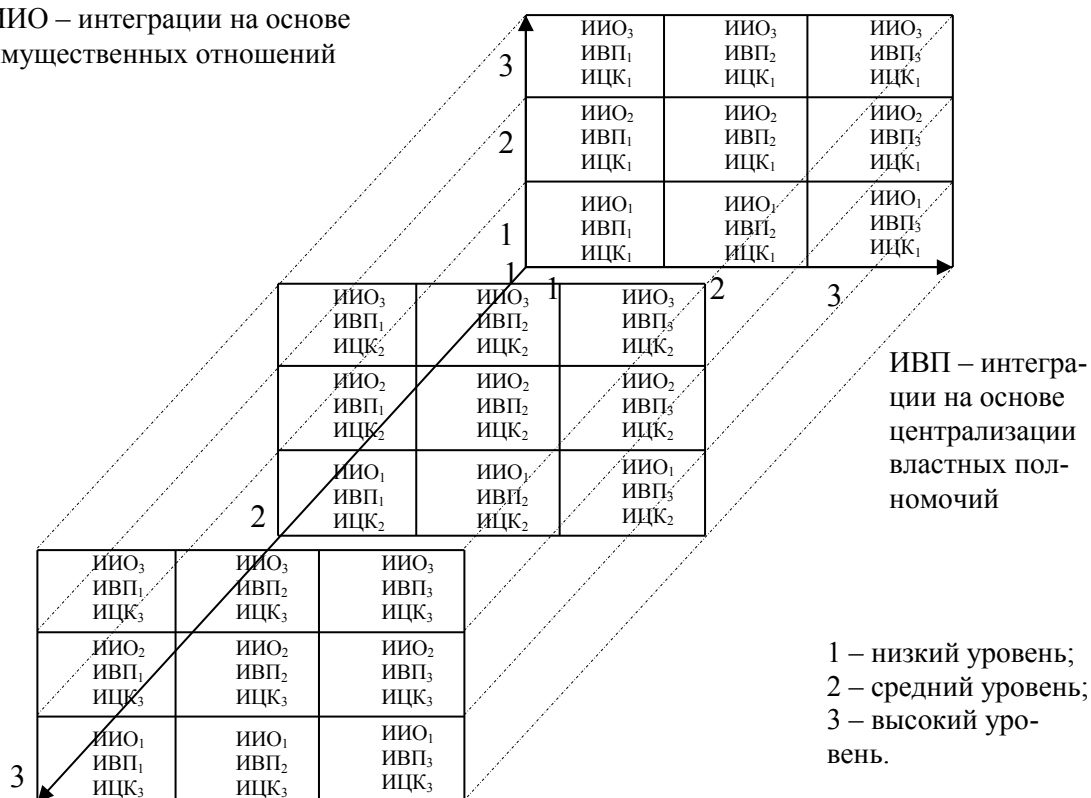 ИИО – интеграции на основе
имущественных отношений
3
ИИО₃ ИИО₃ ИИО₃
ИВП₁ ИВП₂ ИВП₃
ИЦК₁ ИЦК₁ ИЦК₁
2
ИИО₂ ИИО₂ ИИО₂
ИВП₁ ИВП₂ ИВП₃
ИЦК₁ ИЦК₁ ИЦК₁
1
ИИО₁ ИИО₁ ИИО₁
ИВП₁ ИВП₂ ИВП₃
ИЦК₁ ИЦК₁ ИЦК₁
1 1 2 3
ИИО₃ ИИО₃ ИИО₃
ИВП₁ ИВП₂ ИВП₃
ИЦК₂ ИЦК₂ ИЦК₂
ИИО₂ ИИО₂ ИИО₂
ИВП₁ ИВП₂ ИВП₃
ИЦК₂ ИЦК₂ ИЦК₂
ИИО₁ ИИО₁ ИИО₁
ИВП₁ ИВП₂ ИВП₃
ИЦК₂ ИЦК₂ ИЦК₂
2
ИВП – интегра-
ции на основе
централизации
властных пол-
номочий
ИИО₃ ИИО₃ ИИО₃
ИВП₁ ИВП₂ ИВП₃
ИЦК₃ ИЦК₃ ИЦК₃
ИИО₂ ИИО₂ ИИО₂
ИВП₁ ИВП₂ ИВП₃
ИЦК₃ ИЦК₃ ИЦК₃
ИИО₁ ИИО₁ ИИО₁
ИВП₁ ИВП₂ ИВП₃
ИЦК₃ ИЦК₃ ИЦК₃
3
1 – низкий уровень;
2 – средний уровень;
3 – высокий уро-
вень.